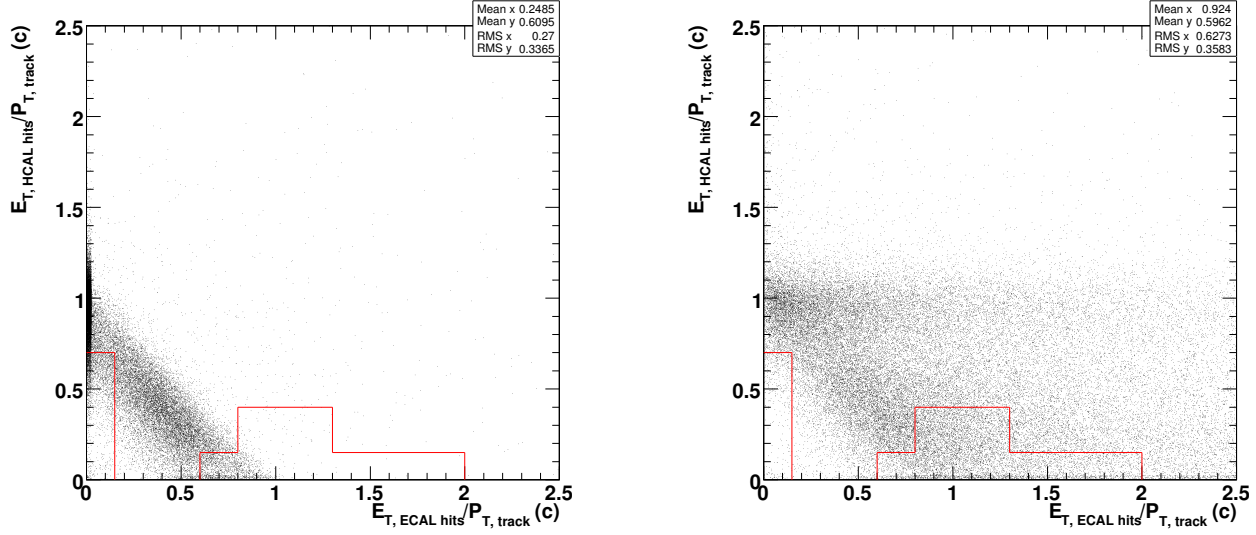 Mean x 0.2485
Mean y 0.6095
RMS x 0.27
RMS y 0.3365
E_T, HCAL hits/P_T, track (c)
2.5
2
1.5
1
0.5
0
0 0.5 1 1.5 2 2.5
E_T, ECAL hits/P_T, track (c)
Mean x 0.924
Mean y 0.5962
RMS x 0.6273
RMS y 0.3583
E_T, HCAL hits/P_T, track (c)
2.5
2
1.5
1
0.5
0
0 0.5 1 1.5 2 2.5
E_T, ECAL hits/P_T, track (c)